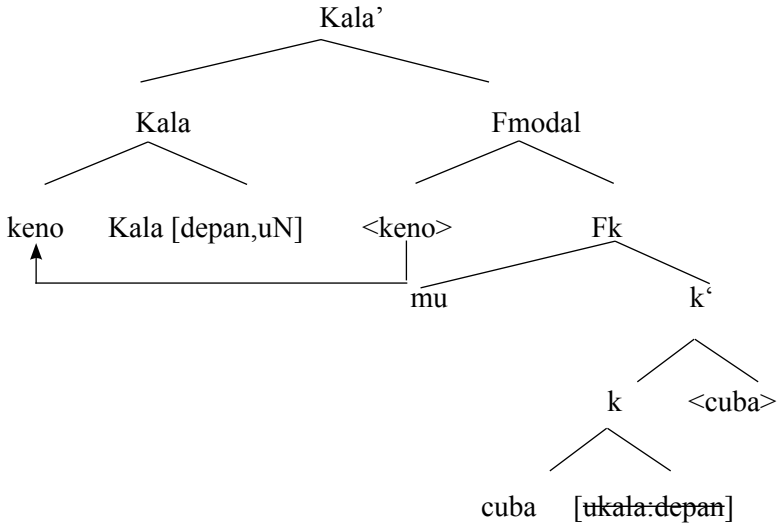 Kala’
Kala Fmodal
keno Kala [depan,uN] <keno> Fk
mu k‘
k <cuba>
cuba [ukala:depan]